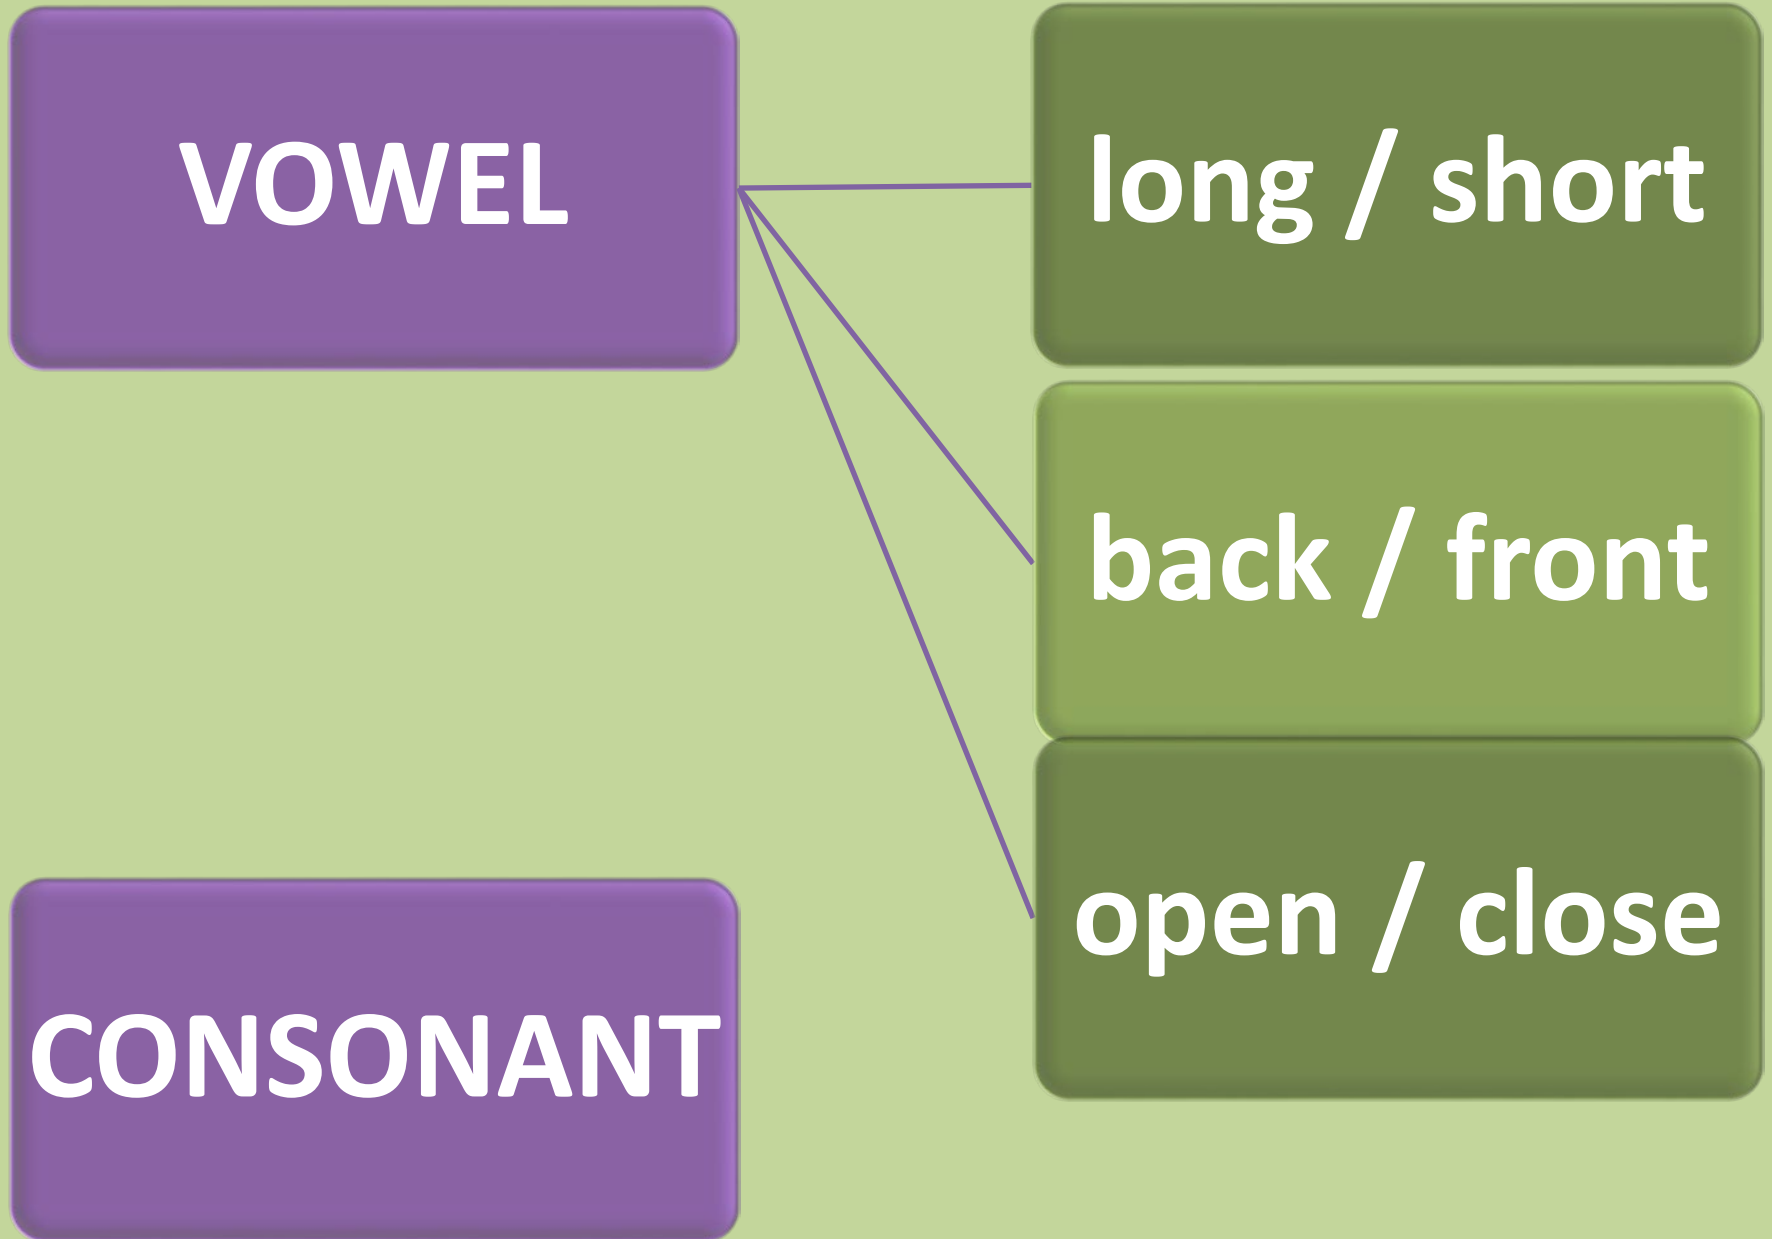 VOWEL
long / short
back / front
open / close
CONSONANT